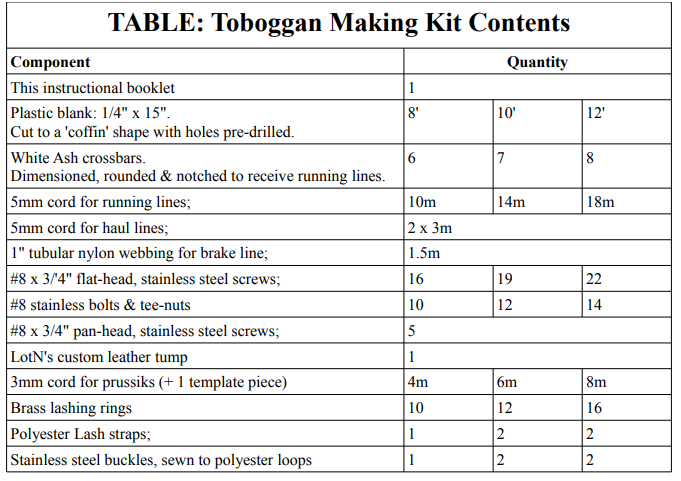 TABLE: Toboggan Making Kit Contents
Component Quantity
This instructional booklet 1
Plastic blank: 1/4" x 15". 8' 10' 12'
Cut to a 'coffin' shape with holes pre-drilled.
White Ash crossbars. 6 7 8
Dimensioned, rounded & notched to receive running lines.
5mm cord for running lines; 10m 14m 18m
5mm cord for haul lines; 2 x 3m
1" tubular nylon webbing for brake line; 1.5m
#8 x 3/'4" flat-head, stainless steel screws; 16 19 22
#8 stainless bolts & tee-nuts 10 12 14
#8 x 3/4" pan-head, stainless steel screws; 5
LotN's custom leather tump 1
3mm cord for prussiks (+ 1 template piece) 4m 6m 8m
Brass lashing rings 10 12 16
Polyester Lash straps; 1 2 2
Stainless steel buckles, sewn to polyester loops 1 2 2